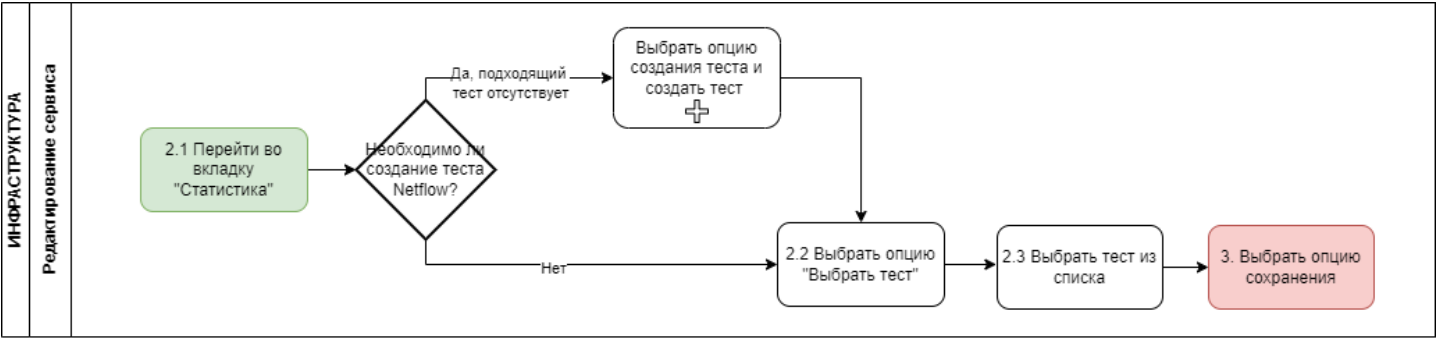 ИНФРАСТРУКТУРА
Редактирование сервиса
2.1 Перейти во
вкладку
"Статистика"
Необходимо ли
создание теста
Netflow?
Да, подходящий
тест отсутствует
Выбрать опцию
создания теста и
создать тест
Нет
2.2 Выбрать опцию
"Выбрать тест"
2.3 Выбрать тест из
списка
3. Выбрать опцию
сохранения